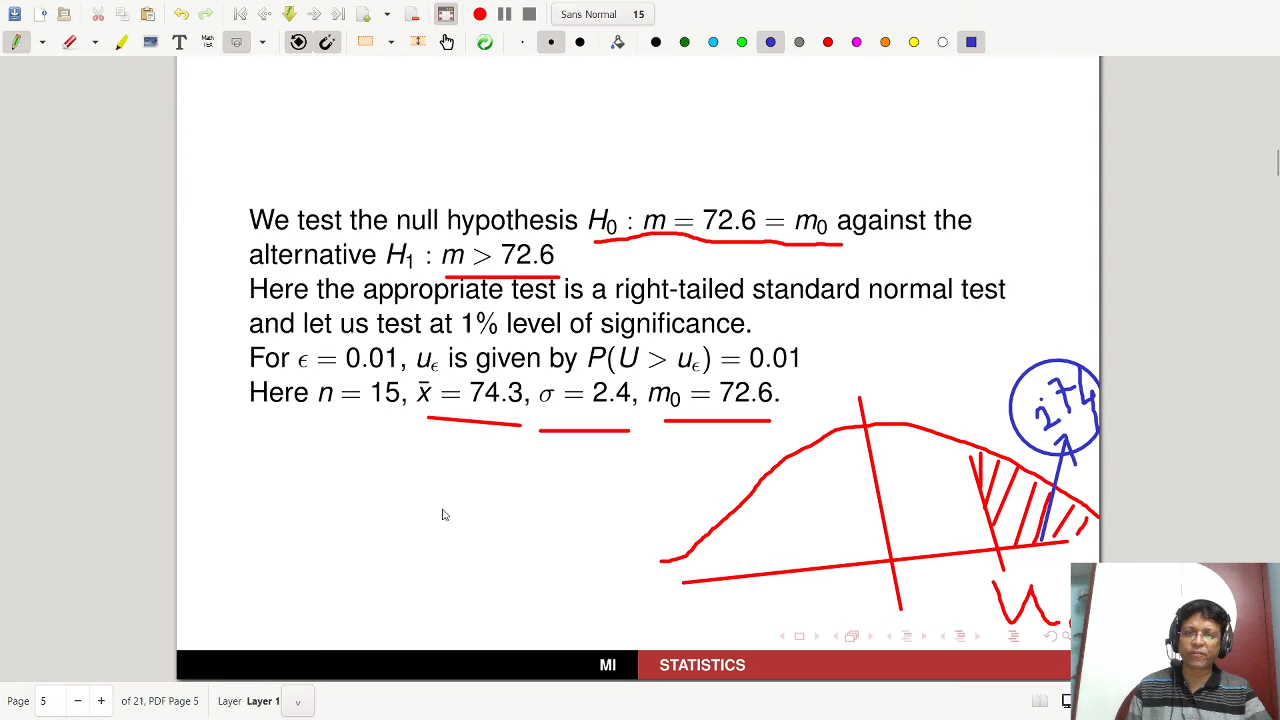 Sans Normal 15
We test the null hypothesis H₀ : m = 72.6 = m₀ against the
alternative H₁ : m > 72.6
Here the appropriate test is a right-tailed standard normal test
and let us test at 1% level of significance.
For ϵ = 0.01, uϵ is given by P(U > uϵ) = 0.01
Here n = 15, x̄ = 74.3, σ = 2.4, m₀ = 72.6.
2.74
MI STATISTICS
Page 5 of 21, PDF Page 5 Layer Layer 1